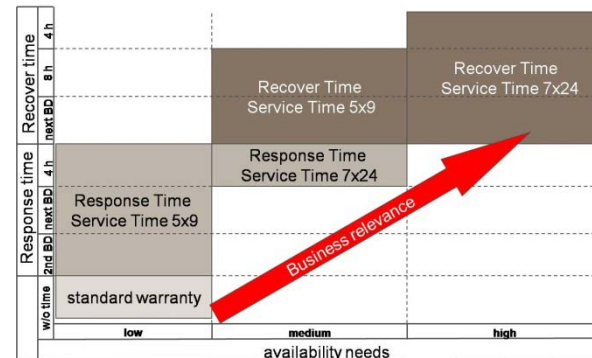 Recover time
4 h
8 h
next BD
Response time
4h
next BD
2nd BD
w/o time
Recover Time
Service Time 7x24
Recover Time
Service Time 5x9
Response Time
Service Time 7x24
Response Time
Service Time 5x9
standard warranty
Business relevance
low
medium
high
availability needs